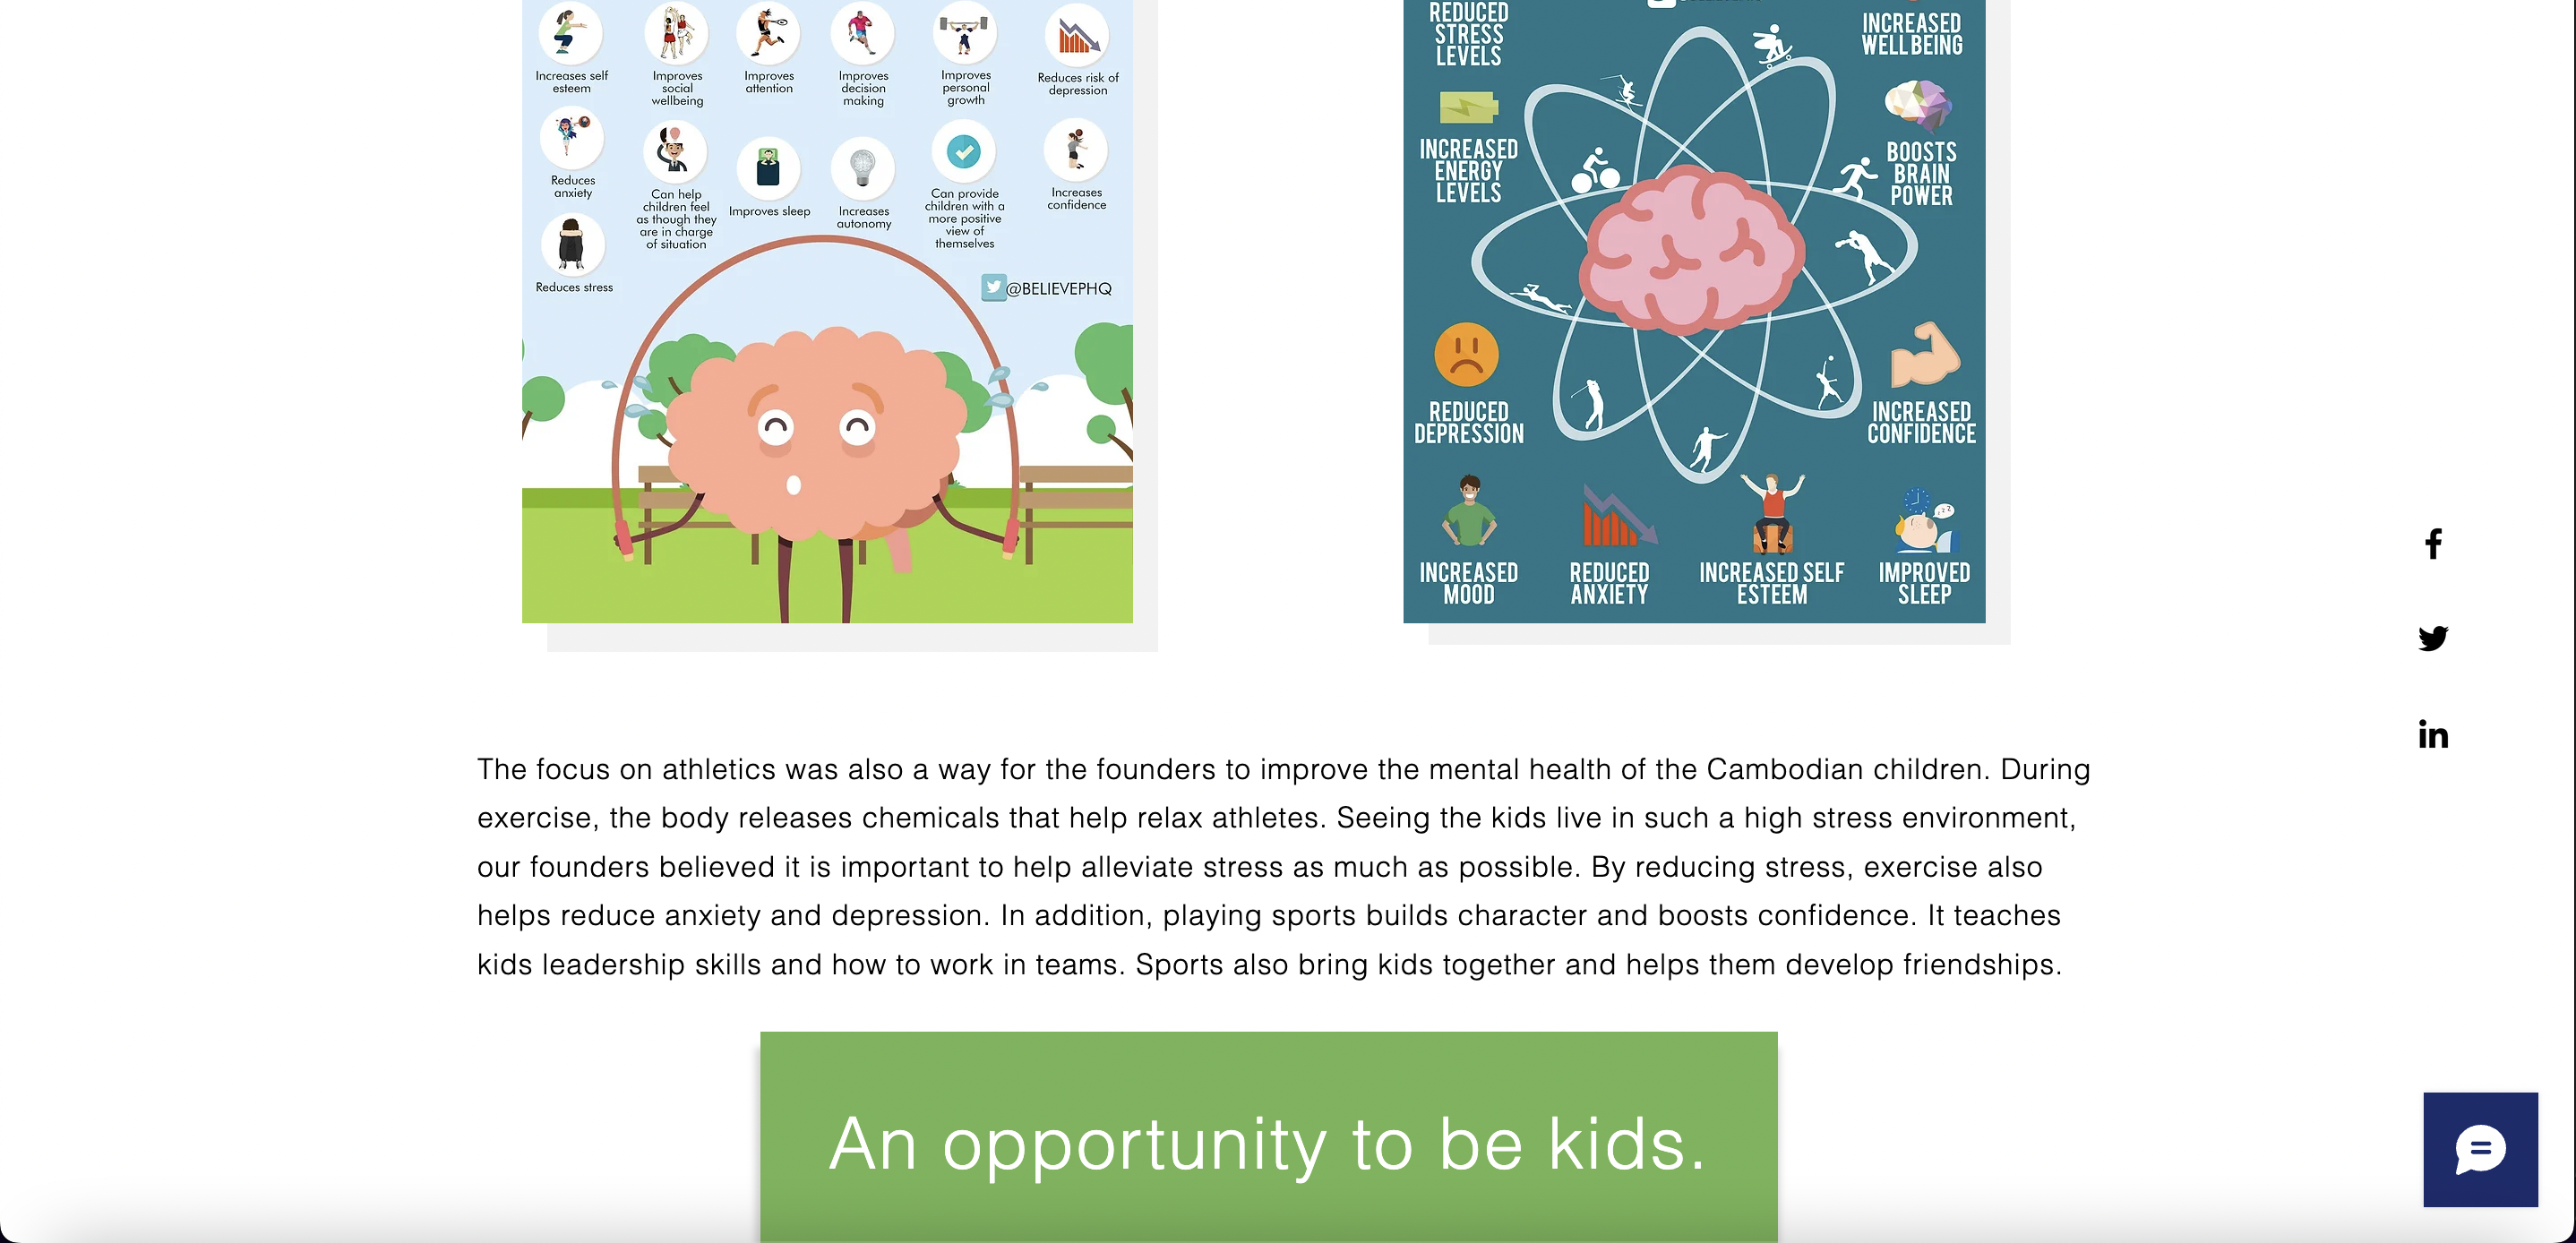 Increases self
esteem
Improves
social
wellbeing
Improves
attention
Improves
decision
making
Improves
personal
growth
Reduces risk of
depression
Reduces
anxiety
Can help
children feel
as though they
are in charge
of situation
Improves sleep
Increases
autonomy
Can provide
children with a
more positive
view of
themselves
Increases
confidence
Reduces stress
@BELIEVEPHQ
REDUCED
STRESS
LEVELS
INCREASED
WELL BEING
INCREASED
ENERGY
LEVELS
BOOSTS
BRAIN
POWER
REDUCED
DEPRESSION
INCREASED
CONFIDENCE
INCREASED
MOOD
REDUCED
ANXIETY
INCREASED SELF
ESTEEM
IMPROVED
SLEEP
The focus on athletics was also a way for the founders to improve the mental health of the Cambodian children. During
exercise, the body releases chemicals that help relax athletes. Seeing the kids live in such a high stress environment,
our founders believed it is important to help alleviate stress as much as possible. By reducing stress, exercise also
helps reduce anxiety and depression. In addition, playing sports builds character and boosts confidence. It teaches
kids leadership skills and how to work in teams. Sports also bring kids together and helps them develop friendships.
An opportunity to be kids.